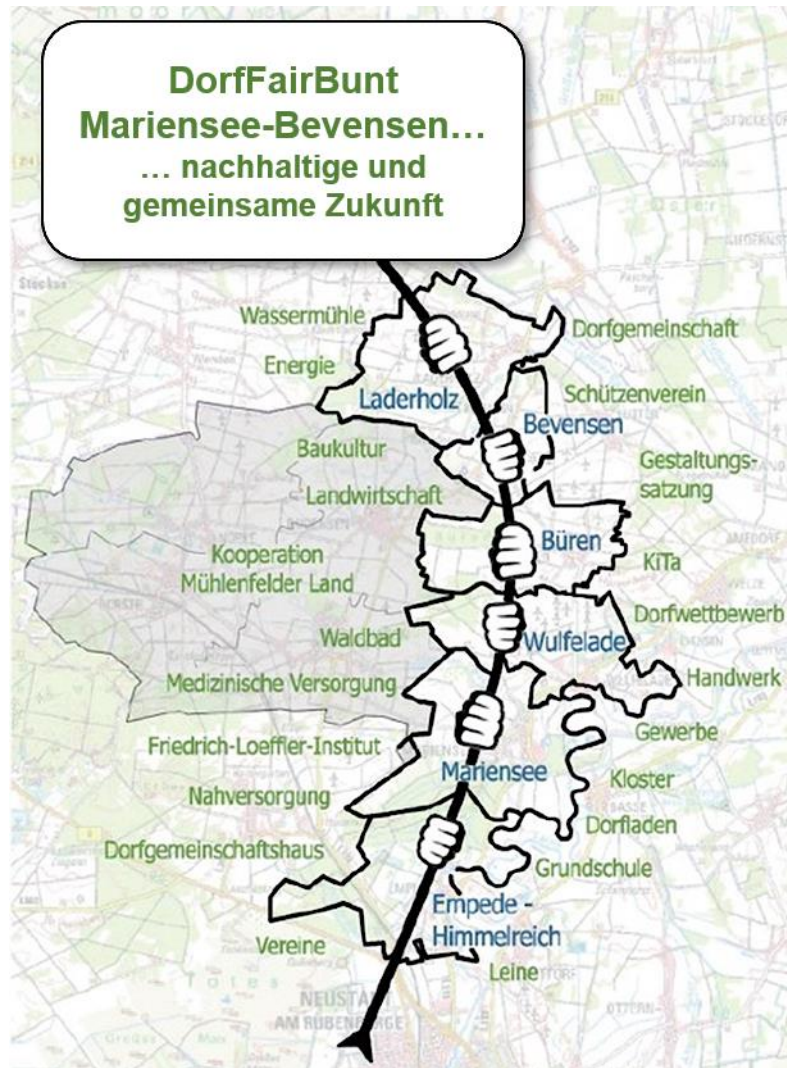 DorfFairBunt
Mariensee-Bevensen…
… nachhaltige und
gemeinsame Zukunft
Wassermühle
Dorfgemeinschaft
Energie
Laderholz
Schützenverein
Bevensen
Baukultur
Gestaltungs-
satzung
Landwirtschaft
Büren
KiTa
Kooperation
Mühlenfelder Land
Dorfwettbewerb
Waldbad
Wulfelade
Handwerk
Medizinische Versorgung
Gewerbe
Friedrich-Loeffler-Institut
Mariensee
Kloster
Nahversorgung
Dorfladen
Dorfgemeinschaftshaus
Grundschule
Empede -
Himmelreich
Vereine
Leine
NEUSTADT
AM RÜBENBERGE
Totes